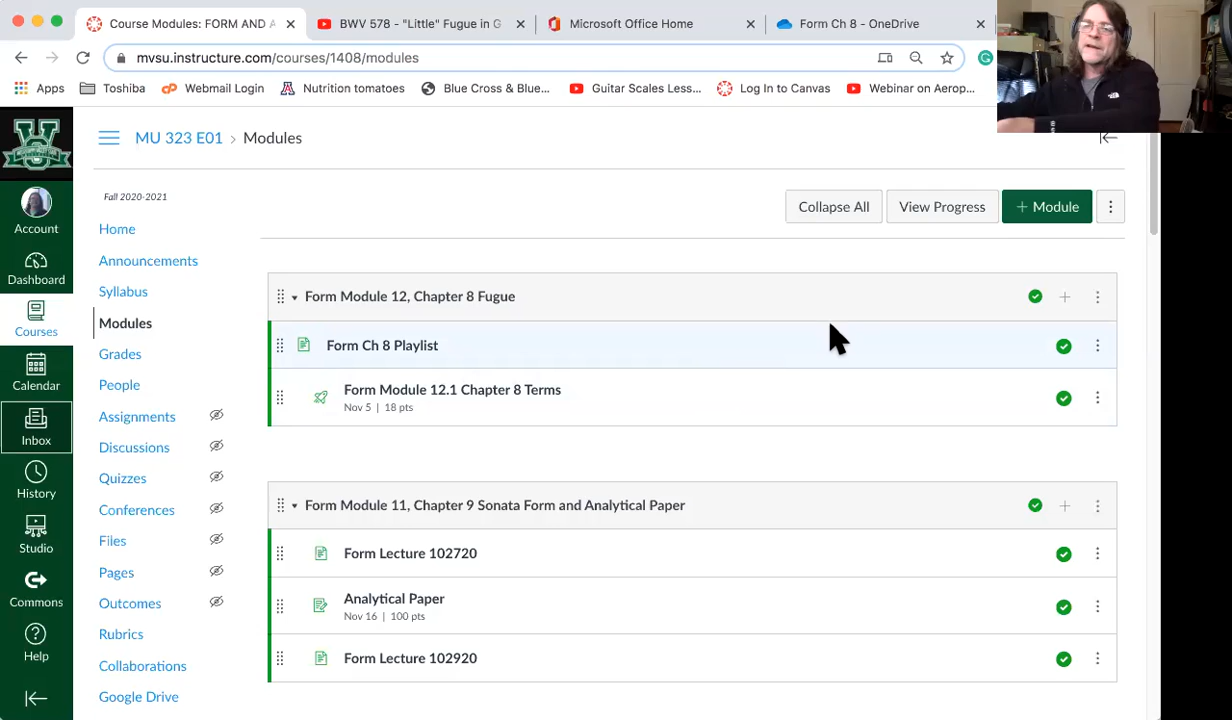 Course Modules: FORM AND A
BWV 578 - "Little" Fugue in G
Microsoft Office Home
Form Ch 8 - OneDrive
mvsu.instructure.com/courses/1408/modules
Apps
Toshiba
Webmail Login
Nutrition tomatoes
Blue Cross & Blue...
Guitar Scales Less...
Log In to Canvas
Webinar on Aerop...
MU 323 E01 > Modules
Fall 2020-2021
Collapse All
View Progress
+ Module
Account
Dashboard
Courses
Calendar
Inbox
History
Studio
Commons
Help
Home
Announcements
Syllabus
Modules
Grades
People
Assignments
Discussions
Quizzes
Conferences
Files
Pages
Outcomes
Rubrics
Collaborations
Google Drive
Form Module 12, Chapter 8 Fugue
Form Ch 8 Playlist
Form Module 12.1 Chapter 8 Terms
Nov 5 | 18 pts
Form Module 11, Chapter 9 Sonata Form and Analytical Paper
Form Lecture 102720
Analytical Paper
Nov 16 | 100 pts
Form Lecture 102920